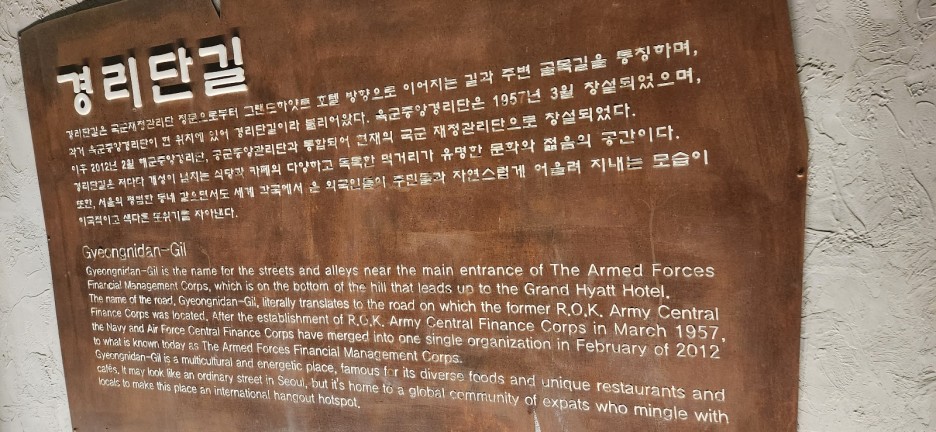 경리단길
경리단길은 국군재정관리단 정문으로부터 그랜드하얏트 호텔 방향으로 이어지는 길과 주변 골목길을 통칭하며,
과거 육군중앙경리단이 현 위치에 있어 경리단길이라 불리어왔다. 육군중앙경리단은 1957년 3월 창설되었으며,
이후 2012년 2월 해군중앙경리단, 공군중앙관리단과 통합되어 현재의 국군 재정관리단으로 창설되었다.
경리단길은 저마다 개성이 넘치는 식당과 카페의 다양하고 독특한 먹거리가 유명한 문화와 젊음의 공간이다.
또한, 서울의 평범한 동네 같으면서도 세계 각국에서 온 외국인들이 주민들과 자연스럽게 어울려 지내는 모습이
이국적이고 색다른 분위기를 자아낸다.
Gyeongnidan-Gil
Gyeongnidan-Gil is the name for the streets and alleys near the main entrance of The Armed Forces
Financial Management Corps, which is on the bottom of the hill that leads up to the Grand Hyatt Hotel.
The name of the road, Gyeongnidan-Gil, literally translates to the road on which the former R.O.K. Army Central
Finance Corps was located. After the establishment of R.O.K. Army Central Finance Corps in March 1957,
the Navy and Air Force Central Finance Corps have merged into one single organization in February of 2012
to what is known today as The Armed Forces Financial Management Corps.
Gyeongnidan-Gil is a multicultural and energetic place, famous for its diverse foods and unique restaurants and
cafes. It may look like an ordinary street in Seoul, but it's home to a global community of expats who mingle with
locals to make this place an international hangout hotspot.